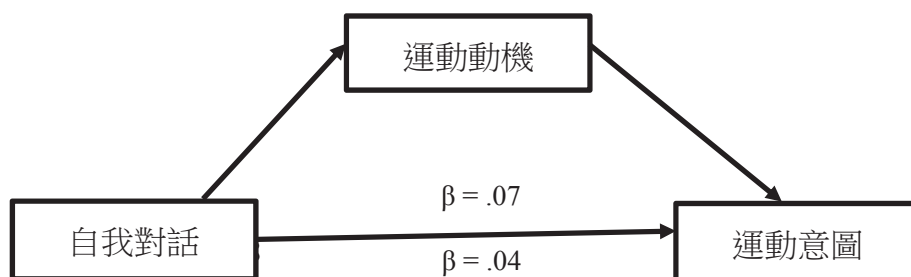 運動動機
β = .07
自我對話
運動意圖
β = .04